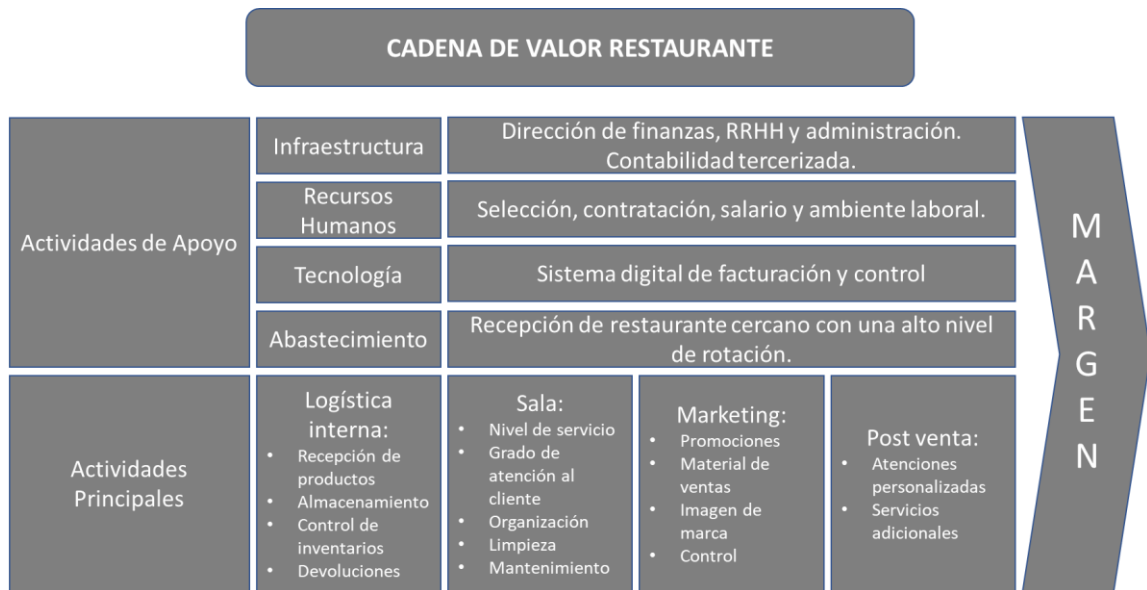 CADENA DE VALOR RESTAURANTE
Actividades de Apoyo
Infraestructura
Dirección de finanzas, RRHH y administración.
Contabilidad tercerizada.
Recursos
Humanos
Selección, contratación, salario y ambiente laboral.
Tecnología
Sistema digital de facturación y control
Abastecimiento
Recepción de restaurante cercano con una alto nivel
de rotación.
Actividades
Principales
Logística
interna:
• Recepción de
productos
• Almacenamiento
• Control de
inventarios
• Devoluciones
Sala:
• Nivel de servicio
• Grado de
atención al
cliente
• Organización
• Limpieza
• Mantenimiento
Marketing:
• Promociones
• Material de
ventas
• Imagen de
marca
• Control
Post venta:
• Atenciones
personalizadas
• Servicios
adicionales
M
A
R
G
E
N